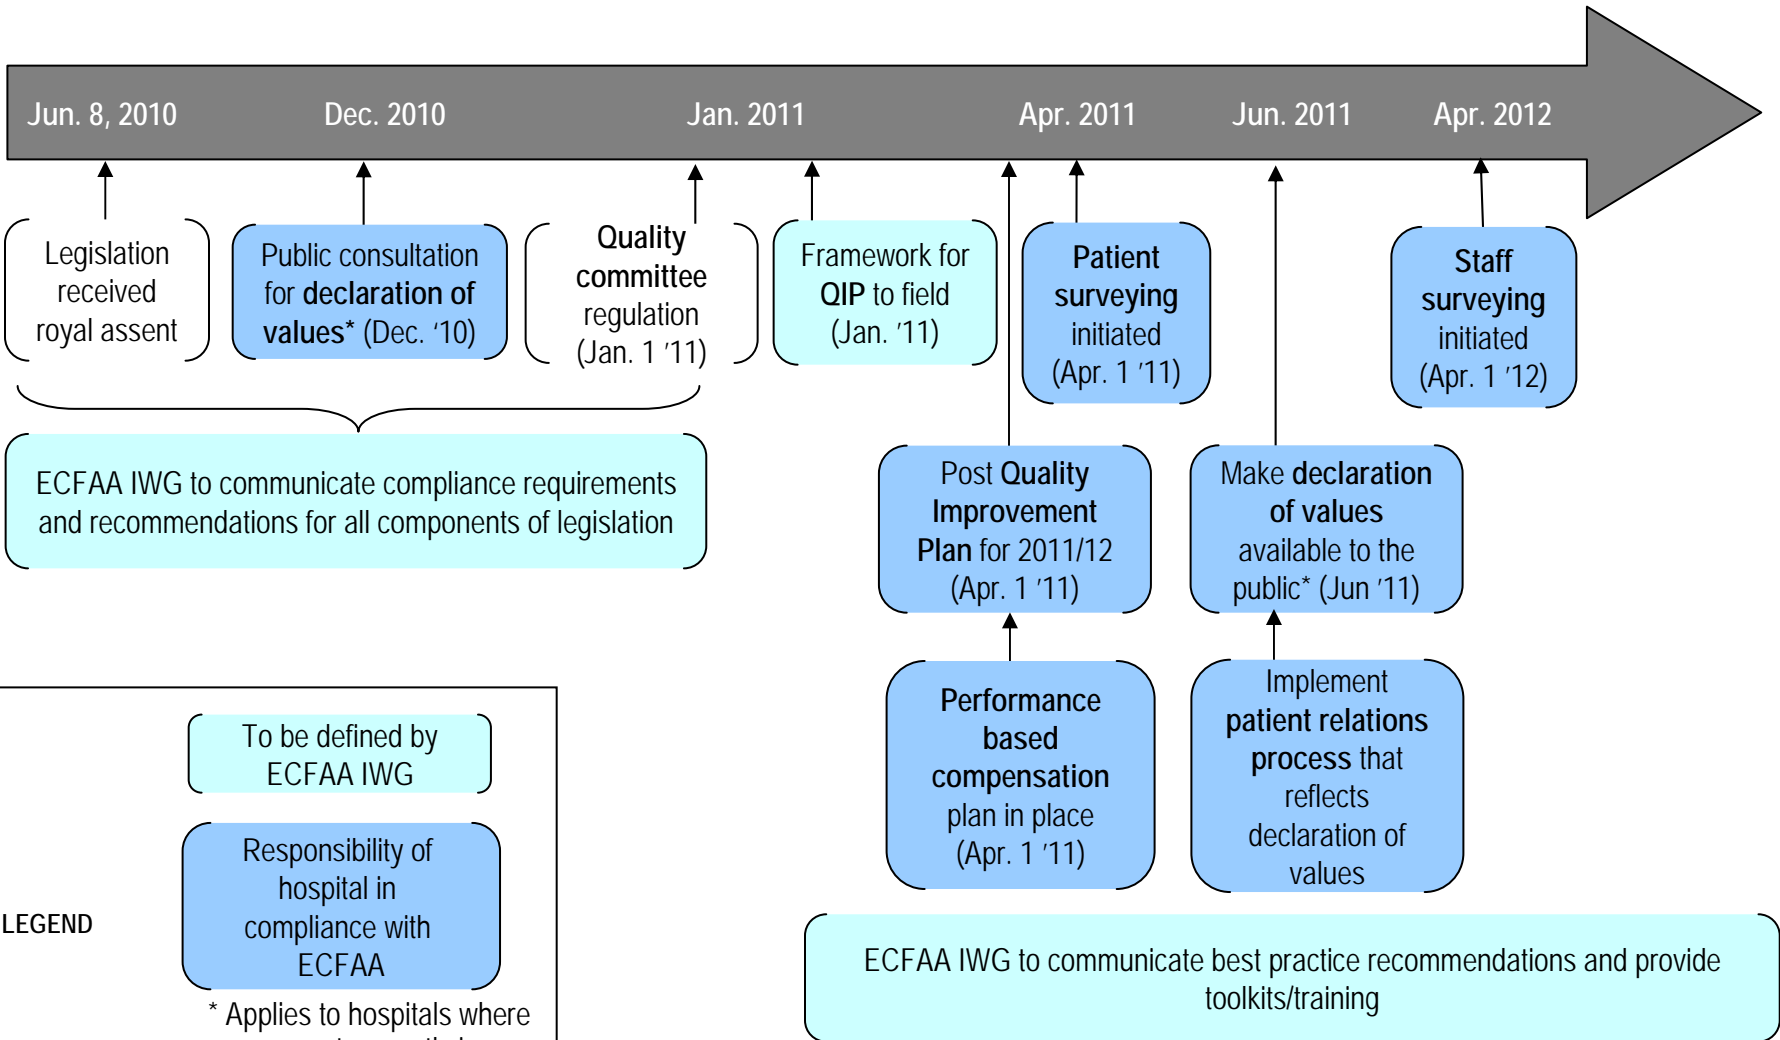 Jun. 8, 2010
Dec. 2010
Jan. 2011
Apr. 2011
Jun. 2011
Apr. 2012
Legislation
received
royal assent
Public consultation
for declaration of
values* (Dec. '10)
Quality
committee
regulation
(Jan. 1 '11)
Framework for
QIP to field
(Jan. '11)
Patient
surveying
initiated
(Apr. 1 '11)
Staff
surveying
initiated
(Apr. 1 '12)
ECFAA IWG to communicate compliance requirements
and recommendations for all components of legislation
Post Quality
Improvement
Plan for 2011/12
(Apr. 1 '11)
Make declaration
of values
available to the
public* (Jun '11)
Performance
based
compensation
plan in place
(Apr. 1 '11)
Implement
patient relations
process that
reflects
declaration of
values
ECFAA IWG to communicate best practice recommendations and provide
toolkits/training
LEGEND
To be defined by
ECFAA IWG
Responsibility of
hospital in
compliance with
ECFAA
* Applies to hospitals where